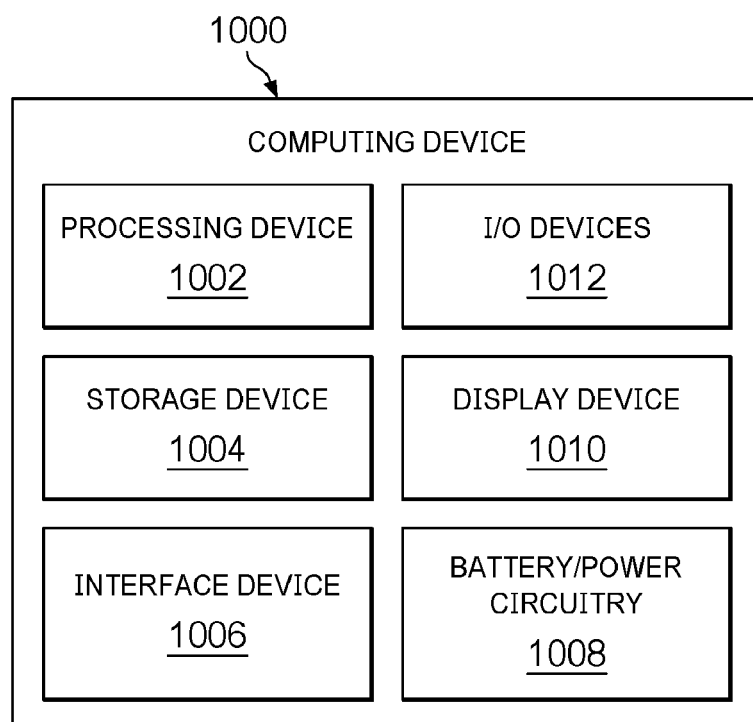 1000
COMPUTING DEVICE
PROCESSING DEVICE
1002
I/O DEVICES
1012
STORAGE DEVICE
1004
DISPLAY DEVICE
1010
INTERFACE DEVICE
1006
BATTERY/POWER
CIRCUITRY
1008